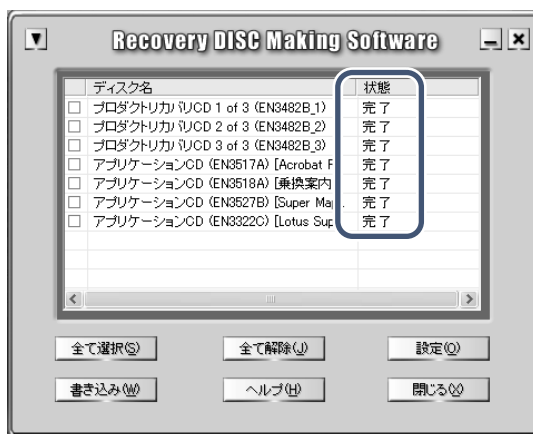 Recovery DISC Making Software
ディスク名 状態
プロダクトリカバリCD 1 of 3 (EN3482B_1) 完了
プロダクトリカバリCD 2 of 3 (EN3482B_2) 完了
プロダクトリカバリCD 3 of 3 (EN3482B_3) 完了
アプリケーションCD (EN3517A) [Acrobat F 完了
アプリケーションCD (EN3518A) [乗換案内 完了
アプリケーションCD (EN3527B) [Super Map. 完了
アプリケーションCD (EN3322C) [Lotus Sup 完了
全て選択(S) 全て解除(J) 設定(O)
書き込み(W) ヘルプ(H) 閉じる(X)